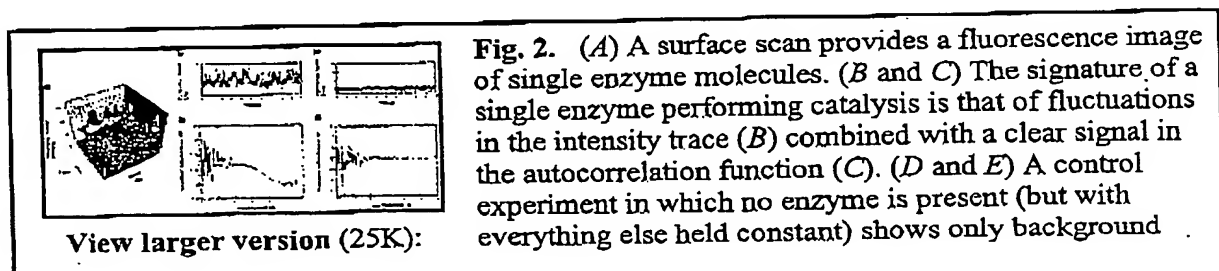 Fig. 2. (A) A surface scan provides a fluorescence image
of single enzyme molecules. (B and C) The signature of a
single enzyme performing catalysis is that of fluctuations
in the intensity trace (B) combined with a clear signal in
the autocorrelation function (C). (D and E) A control
experiment in which no enzyme is present (but with
everything else held constant) shows only background
View larger version (25K):